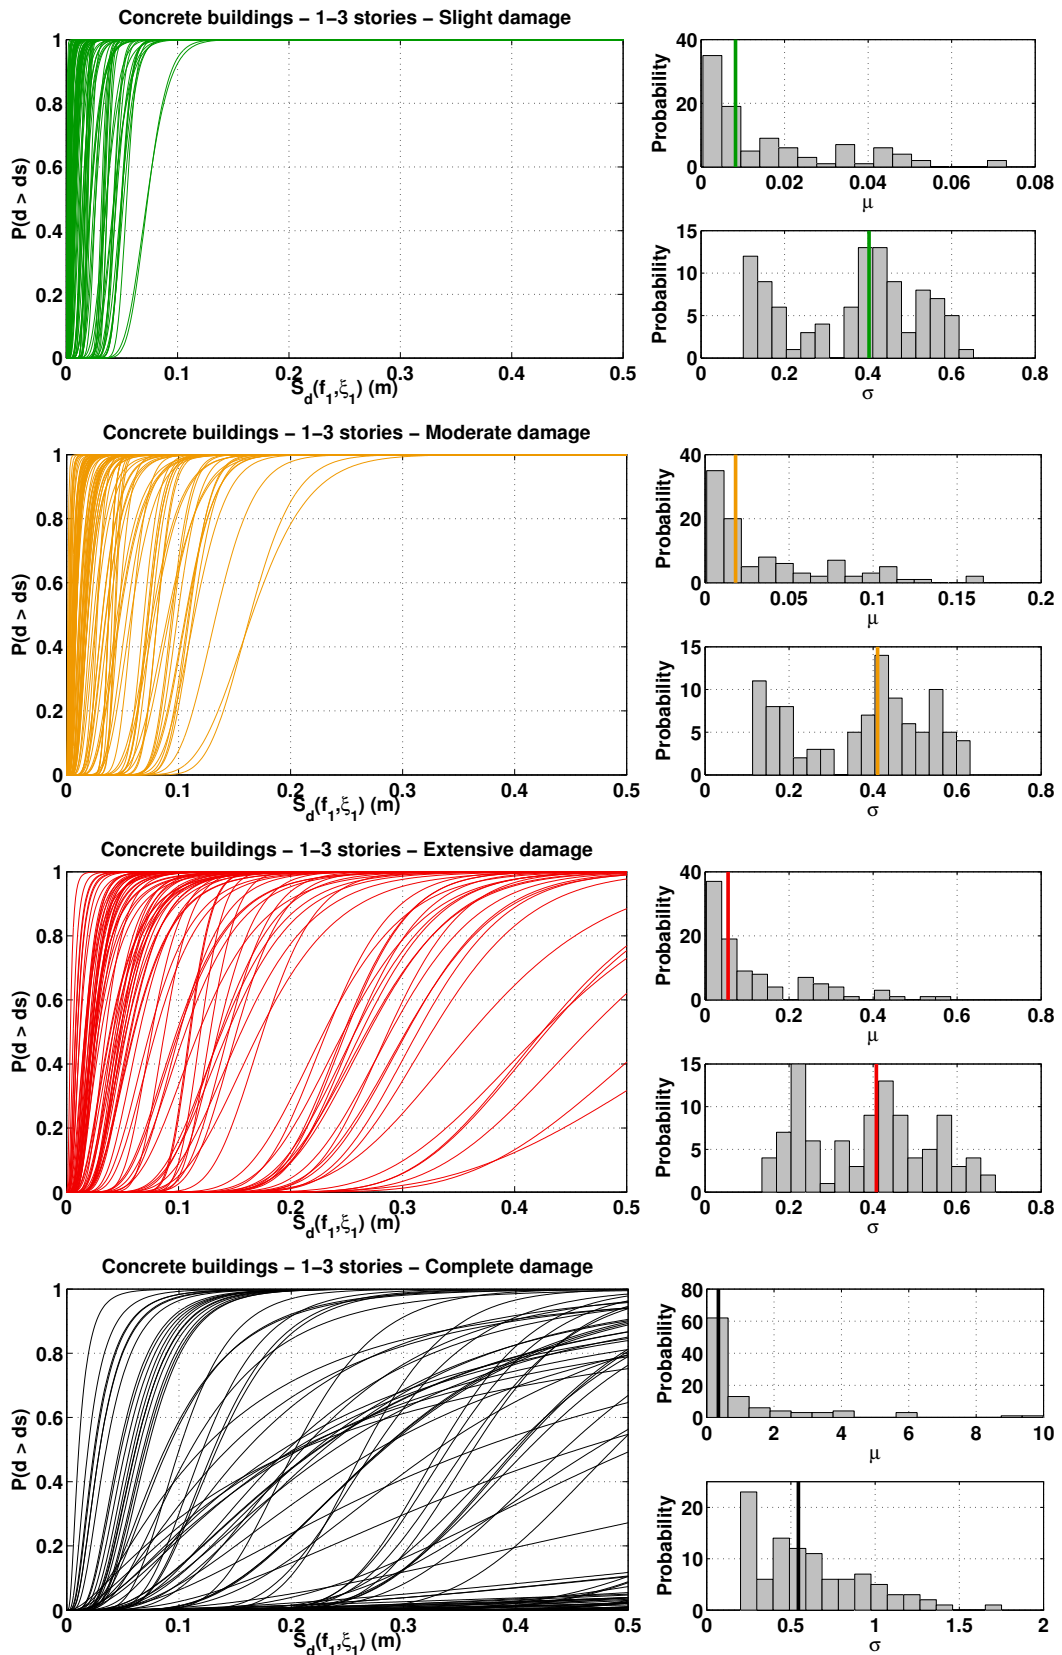 Concrete buildings − 1−3 stories − Slight damage
P(d > ds)
1
0.8
0.6
0.4
0.2
0
0 0.1 0.2 0.3 0.4 0.5
S_d(f_1,ξ_1) (m)
Probability
40
20
0
0 0.02 0.04 0.06 0.08
μ
Probability
15
10
5
0
0 0.2 0.4 0.6 0.8
σ
Concrete buildings − 1−3 stories − Moderate damage
P(d > ds)
1
0.8
0.6
0.4
0.2
0
0 0.1 0.2 0.3 0.4 0.5
S_d(f_1,ξ_1) (m)
Probability
40
20
0
0 0.05 0.1 0.15 0.2
μ
Probability
15
10
5
0
0 0.2 0.4 0.6 0.8
σ
Concrete buildings − 1−3 stories − Extensive damage
P(d > ds)
1
0.8
0.6
0.4
0.2
0
0 0.1 0.2 0.3 0.4 0.5
S_d(f_1,ξ_1) (m)
Probability
40
20
0
0 0.2 0.4 0.6 0.8
μ
Probability
15
10
5
0
0 0.2 0.4 0.6 0.8
σ
Concrete buildings − 1−3 stories − Complete damage
P(d > ds)
1
0.8
0.6
0.4
0.2
0
0 0.1 0.2 0.3 0.4 0.5
S_d(f_1,ξ_1) (m)
Probability
80
60
40
20
0
0 2 4 6 8 10
μ
Probability
20
10
0
0 0.5 1 1.5 2
σ